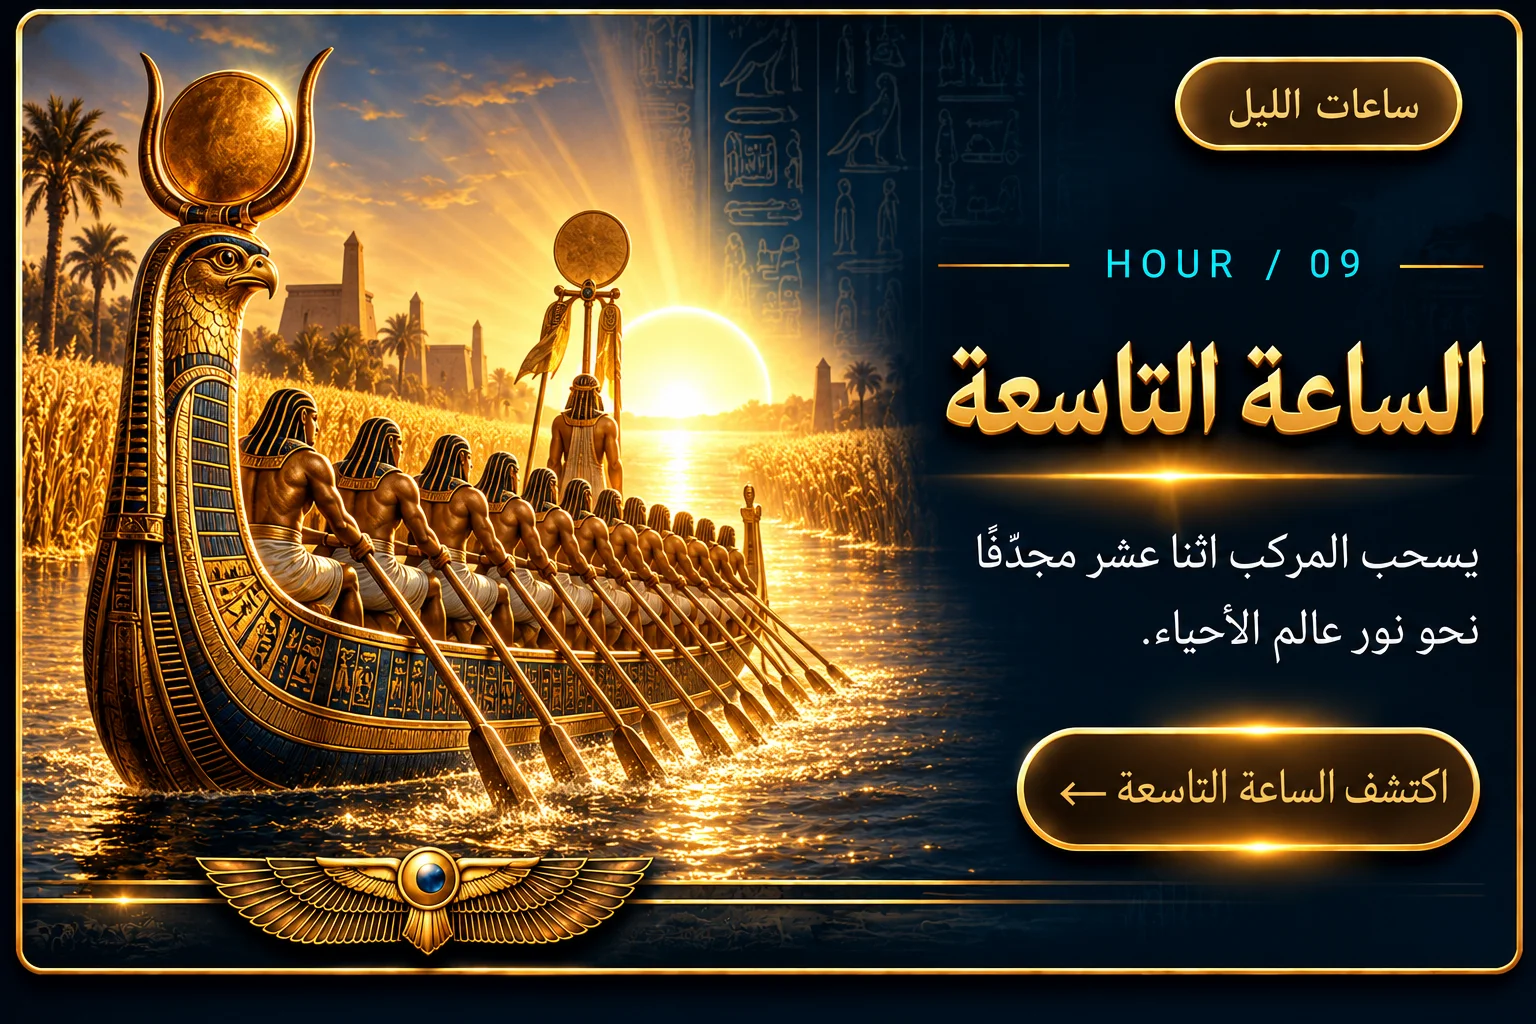 ساعات الليل
HOUR / 09
الساعة التاسعة
يسحب المركب اثنا عشر مجدّفًا
نحو نور عالم الأحياء.
اكتشف الساعة التاسعة ←